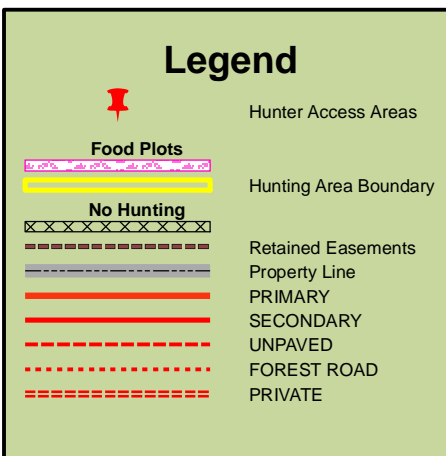 Legend
Hunter Access Areas
Food Plots
Hunting Area Boundary
No Hunting
Retained Easements
Property Line
PRIMARY
SECONDARY
UNPAVED
FOREST ROAD
PRIVATE